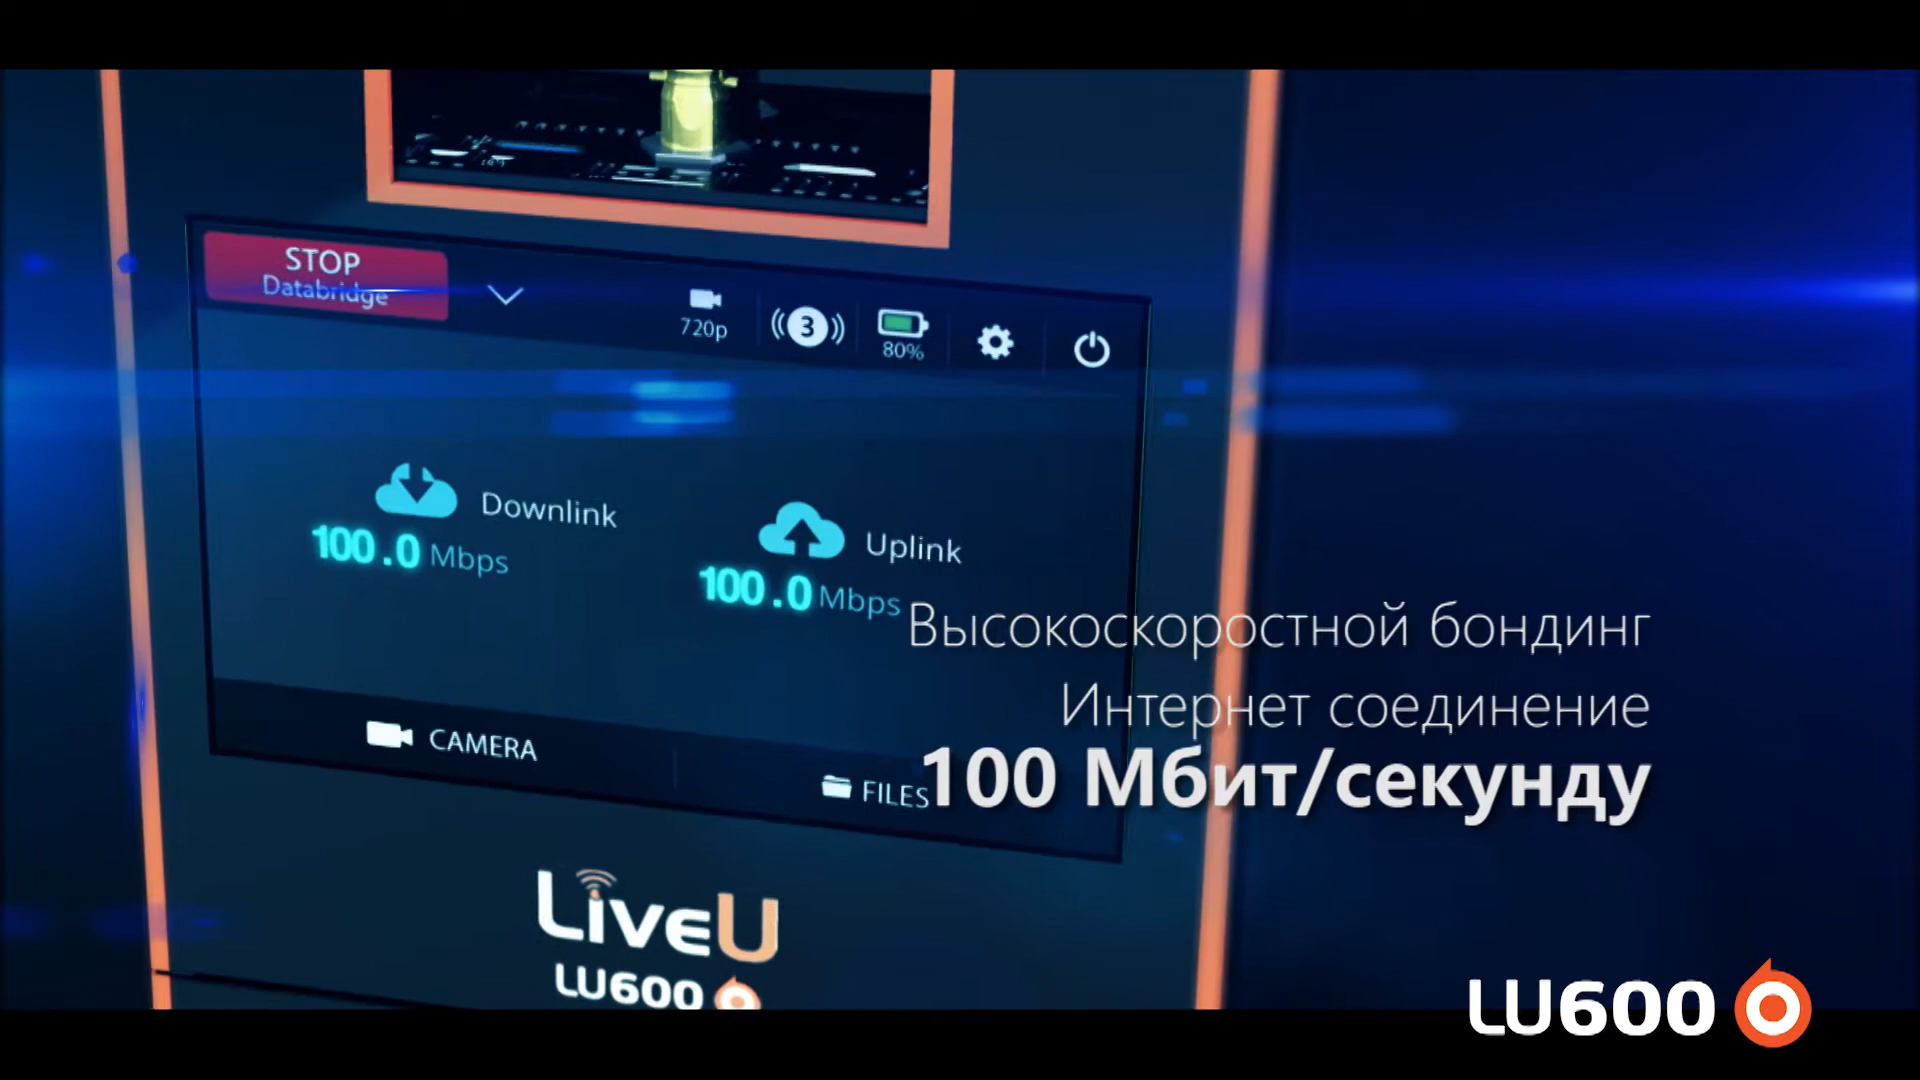 STOP
Databridge
720p
3
80%
Downlink
100.0 Mbps
Uplink
100.0 Mbps
Высокоскоростной бондинг
Интернет соединение
100 Мбит/секунду
CAMERA
FILES
LiveU
LU600
LU600